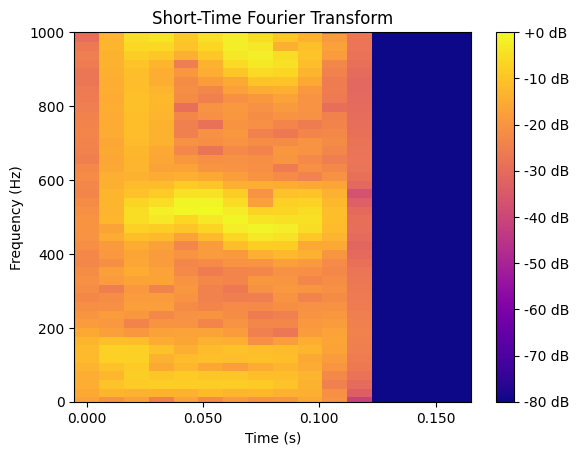 Short-Time Fourier Transform
1000
800
600
400
200
0
Frequency (Hz)
0.000
0.050
0.100
0.150
Time (s)
+0 dB
-10 dB
-20 dB
-30 dB
-40 dB
-50 dB
-60 dB
-70 dB
-80 dB